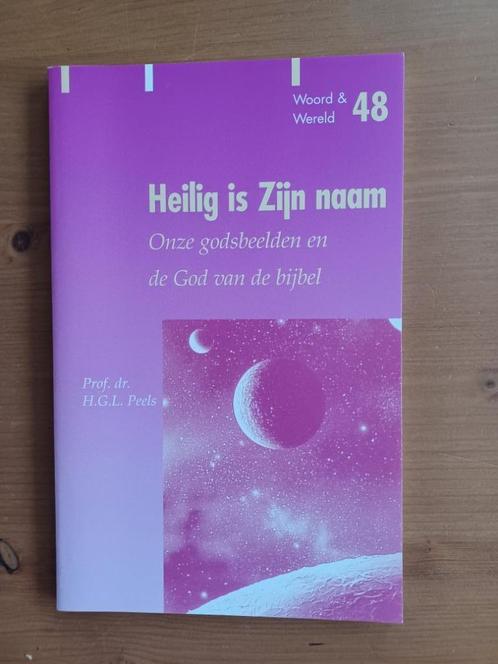 Woord &
Wereld 48
Heilig is Zijn naam
Onze godsbeelden en
de God van de bijbel
Prof. dr.
H.G.L. Peels